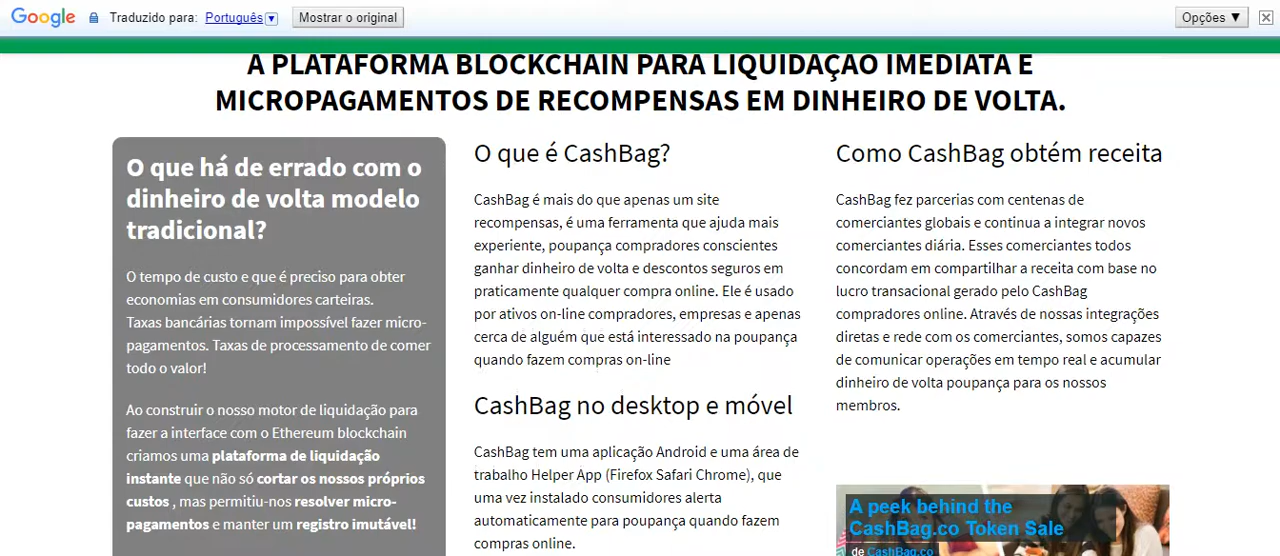 Google Traduzido para: Português Mostrar o original Opções ▼
A PLATAFORMA BLOCKCHAIN PARA LIQUIDAÇÃO IMEDIATA E
MICROPAGAMENTOS DE RECOMPENSAS EM DINHEIRO DE VOLTA.
O que há de errado com o
dinheiro de volta modelo
tradicional?
O tempo de custo e que é preciso para obter
economias em consumidores carteiras.
Taxas bancárias tornam impossível fazer micro-
pagamentos. Taxas de processamento de comer
todo o valor!
Ao construir o nosso motor de liquidação para
fazer a interface com o Ethereum blockchain
criamos uma plataforma de liquidação
instante que não só cortar os nossos próprios
custos , mas permitiu-nos resolver micro-
pagamentos e manter um registro imutável!
O que é CashBag?
CashBag é mais do que apenas um site
recompensas, é uma ferramenta que ajuda mais
experiente, poupança compradores conscientes
ganhar dinheiro de volta e descontos seguros em
praticamente qualquer compra online. Ele é usado
por ativos on-line compradores, empresas e apenas
cerca de alguém que está interessado na poupança
quando fazem compras on-line
CashBag no desktop e móvel
CashBag tem uma aplicação Android e uma área de
trabalho Helper App (Firefox Safari Chrome), que
uma vez instalado consumidores alerta
automaticamente para poupança quando fazem
compras online.
Como CashBag obtém receita
CashBag fez parcerias com centenas de
comerciantes globais e continua a integrar novos
comerciantes diária. Esses comerciantes todos
concordam em compartilhar a receita com base no
lucro transacional gerado pelo CashBag
compradores online. Através de nossas integrações
diretas e rede com os comerciantes, somos capazes
de comunicar operações em tempo real e acumular
dinheiro de volta poupança para os nossos
membros.
A peek behind the
CashBag.co Token Sale
de CashBag.co